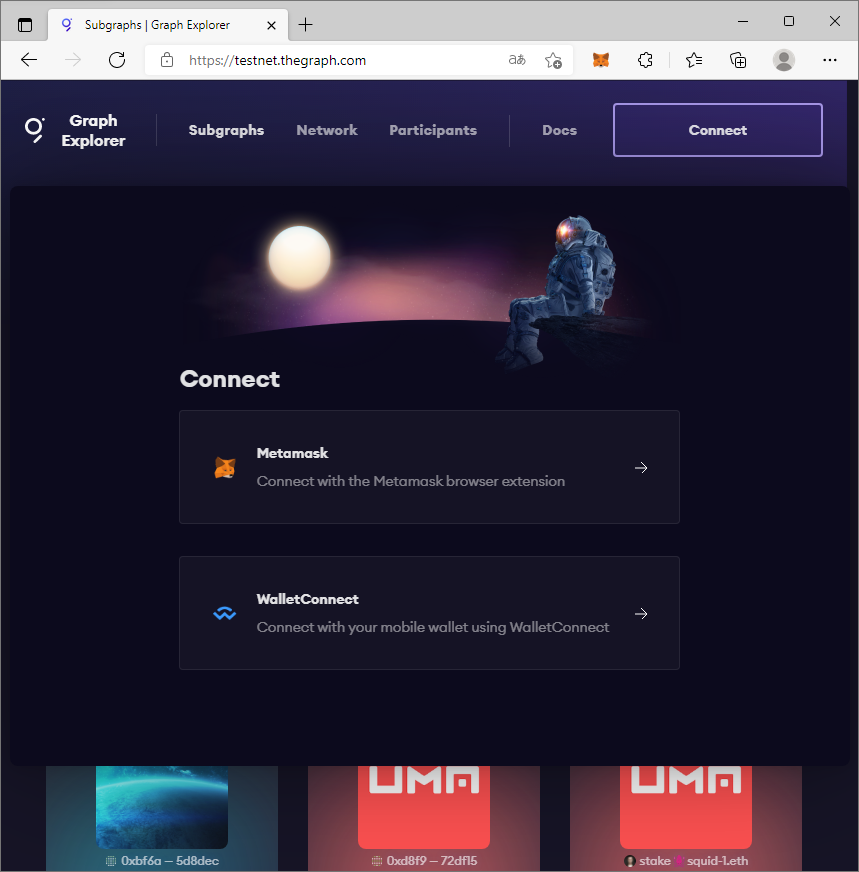 Subgraphs | Graph Explorer
https://testnet.thegraph.com
aあ
Graph
Explorer
Subgraphs Network Participants Docs Connect
Connect
Metamask
Connect with the Metamask browser extension
WalletConnect
Connect with your mobile wallet using WalletConnect
UMA UMA
0xbf6a — 5d8dec 0xd8f9 — 72df15 stake squid-1.eth